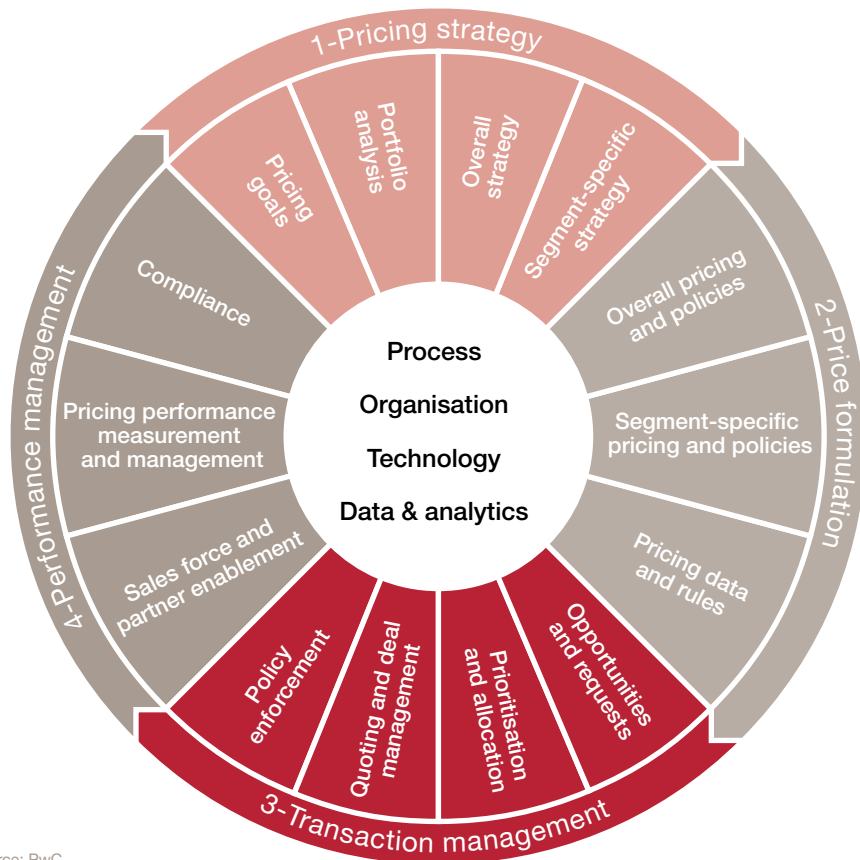 1-Pricing strategy
Pricing
goals
Portfolio
analysis
Overall
strategy
Segment-specific
strategy
2-Price formulation
Overall pricing
and policies
Segment-specific
pricing and policies
Pricing data
and rules
3-Transaction management
Opportunities
and requests
Prioritisation
and allocation
Quoting and deal
management
Policy
enforcement
4-Performance management
Sales force and
partner enablement
Pricing performance
measurement
and management
Compliance
Process
Organisation
Technology
Data & analytics
PwC